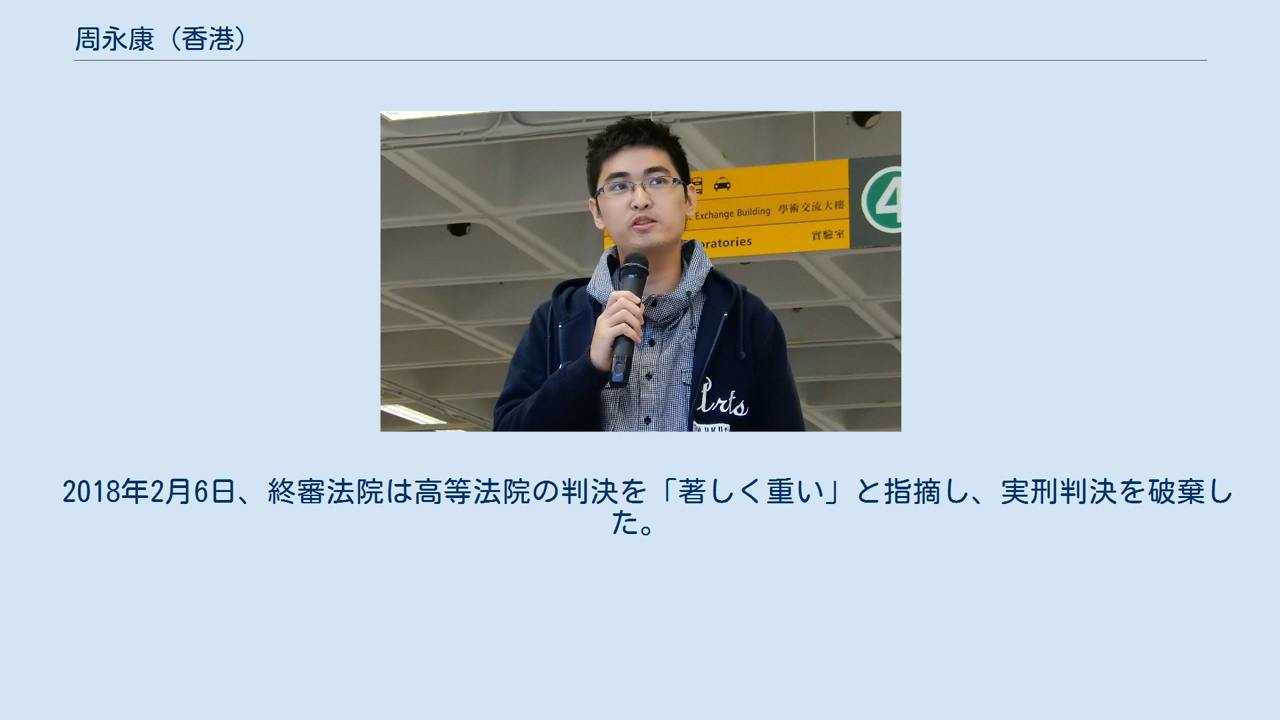 周永康（香港）
Exchange Building 學術交流大樓
4
oratories 實驗室
Arts
2018年2月6日、終審法院は高等法院の判決を「著しく重い」と指摘し、実刑判決を破棄し
た。